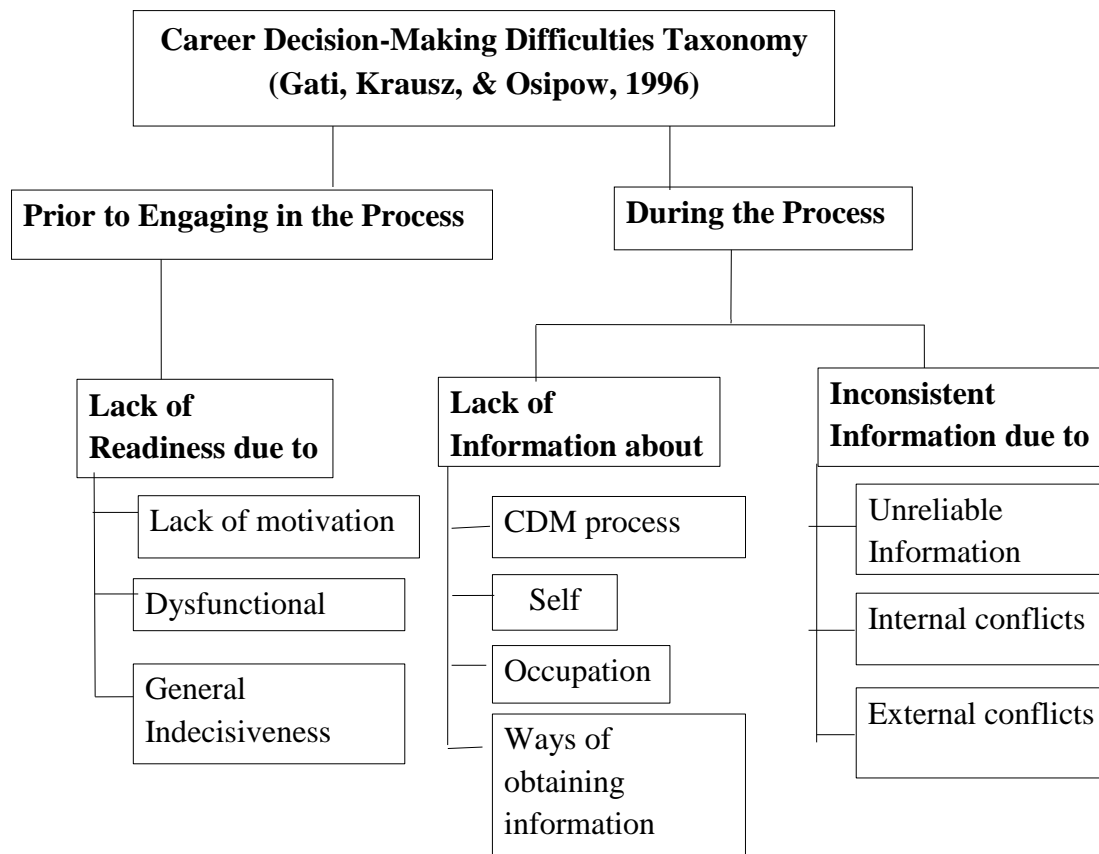 Career Decision-Making Difficulties Taxonomy
(Gati, Krausz, & Osipow, 1996)
Prior to Engaging in the Process
During the Process
Lack of
Readiness due to
Lack of motivation
Dysfunctional
General
Indecisiveness
Lack of
Information about
CDM process
Self
Occupation
Ways of
obtaining
information
Inconsistent
Information due to
Unreliable
Information
Internal conflicts
External conflicts